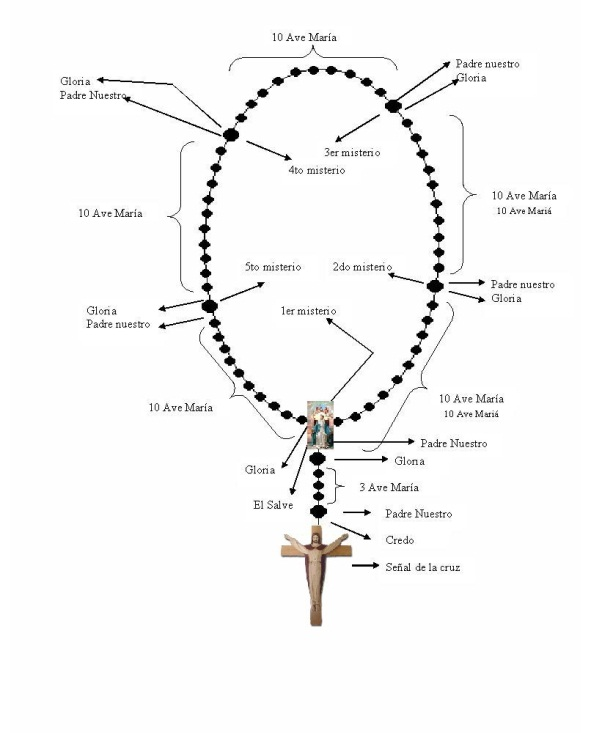 10 Ave María
Gloria
Padre Nuestro
Padre nuestro
Gloria
3er misterio
4to misterio
10 Ave María
10 Ave Mariá
10 Ave María
5to misterio
2do misterio
Padre nuestro
Gloria
Gloria
Padre nuestro
1er misterio
10 Ave María
10 Ave Mariá
10 Ave María
Padre Nuestro
Gloria
Gloria
3 Ave María
El Salve
Padre Nuestro
Credo
Señal de la cruz